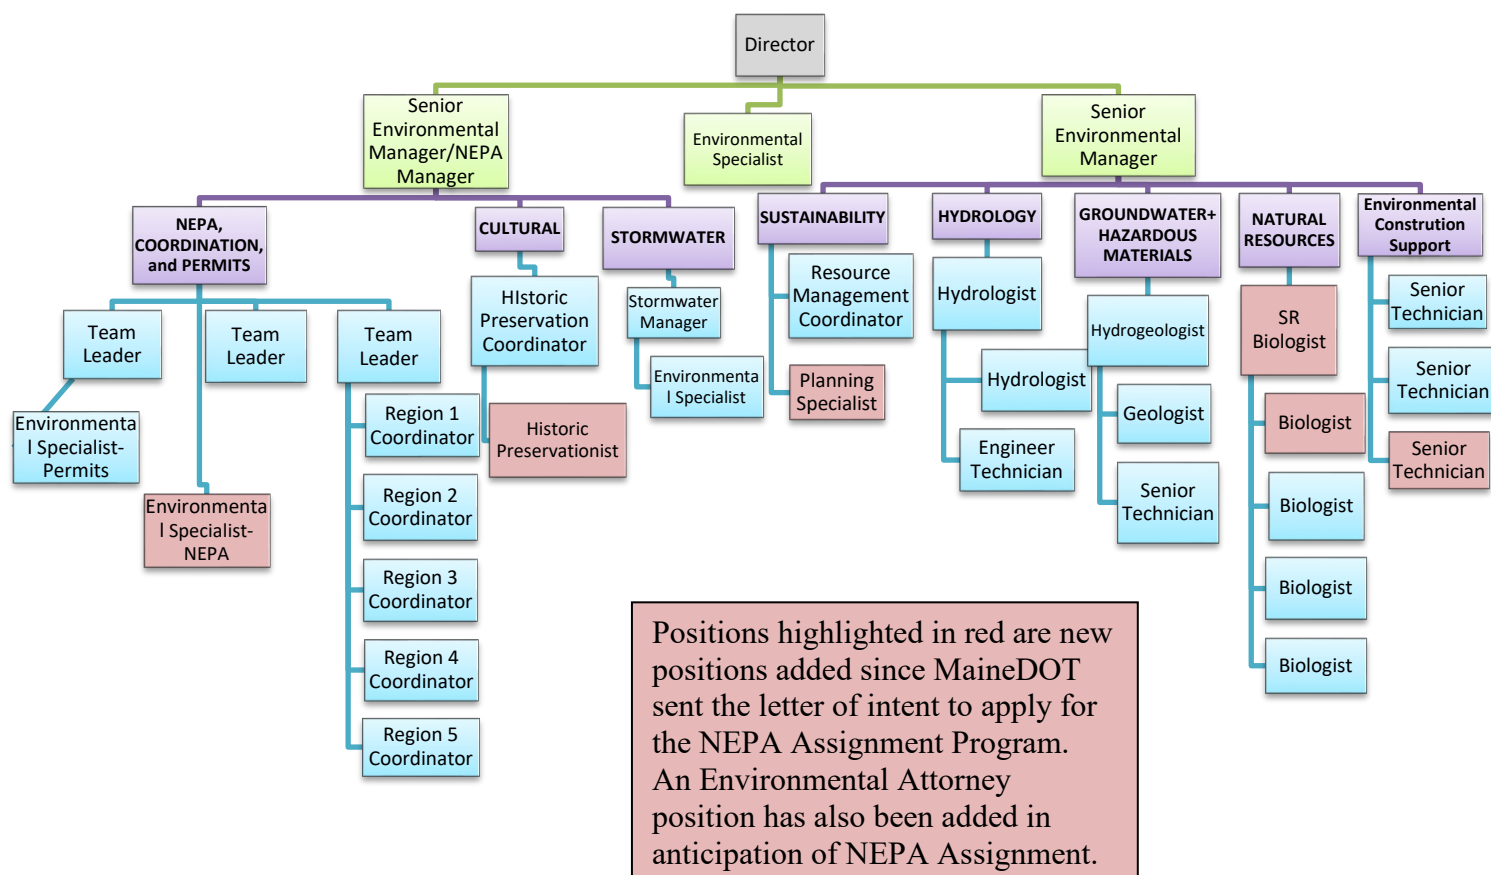 Director
Senior
Environmental
Manager/NEPA
Manager
Environmental
Specialist
Senior
Environmental
Manager
NEPA,
COORDINATION,
and PERMITS
CULTURAL
STORMWATER
SUSTAINABILITY
HYDROLOGY
GROUNDWATER+
HAZARDOUS
MATERIALS
NATURAL
RESOURCES
Environmental
Constrution
Support
Team
Leader
Team
Leader
Team
Leader
Environmenta
l Specialist-
Permits
Environmenta
l Specialist-
NEPA
Region 1
Coordinator
Region 2
Coordinator
Region 3
Coordinator
Region 4
Coordinator
Region 5
Coordinator
HIstoric
Preservation
Coordinator
Historic
Preservationist
Stormwater
Manager
Environmenta
l Specialist
Resource
Management
Coordinator
Planning
Specialist
Hydrologist
Hydrologist
Engineer
Technician
Hydrogeologist
Geologist
Senior
Technician
SR
Biologist
Biologist
Biologist
Biologist
Biologist
Senior
Technician
Senior
Technician
Senior
Technician
Positions highlighted in red are new
positions added since MaineDOT
sent the letter of intent to apply for
the NEPA Assignment Program.
An Environmental Attorney
position has also been added in
anticipation of NEPA Assignment.